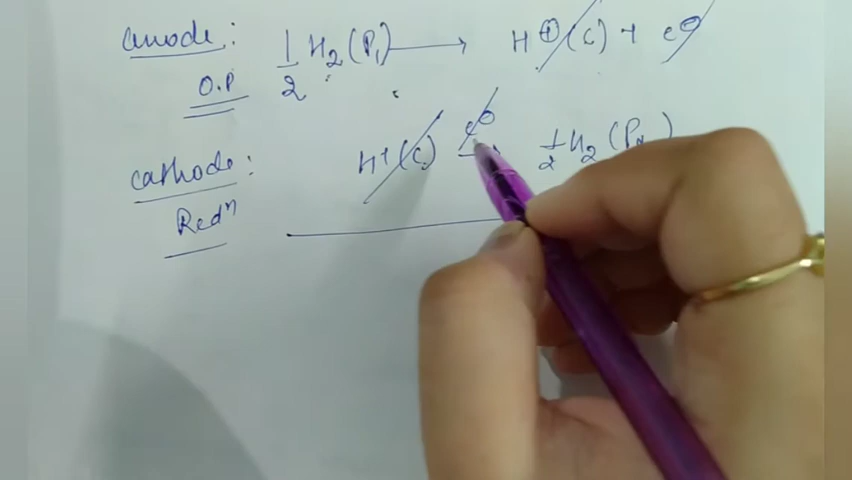 anode: 1/2 H₂(P₁) → H⊕(C) + e⊖
O.P
cathode: H⁺(C) e⊖ → 1/2 H₂(P₂)
Redⁿ